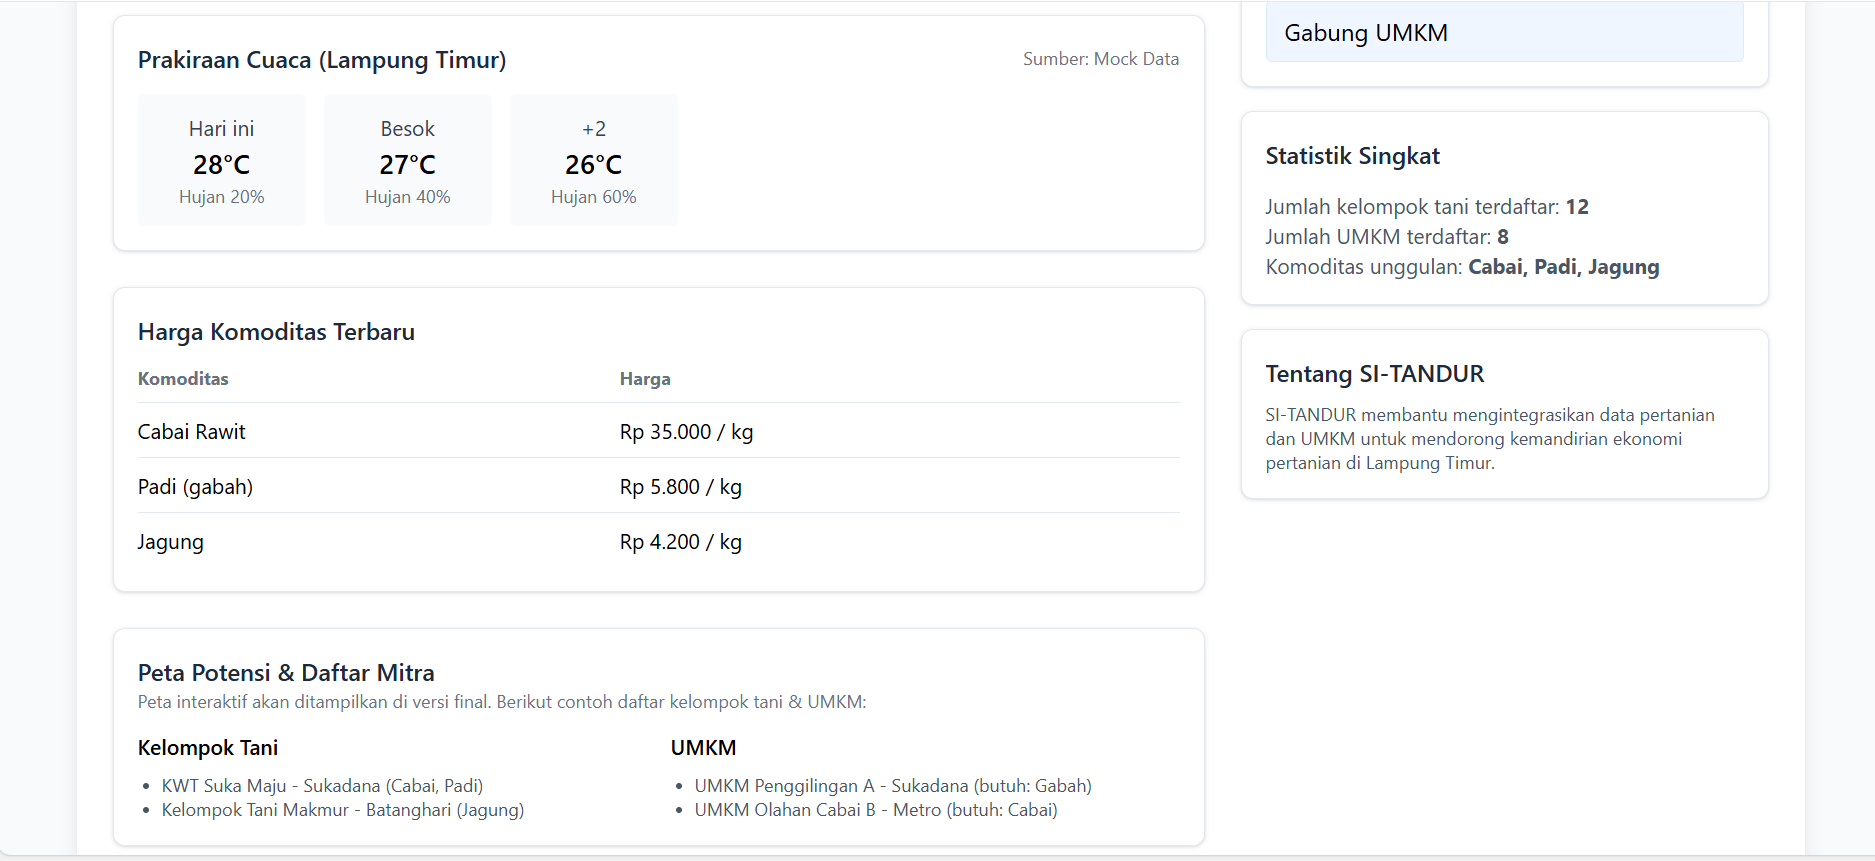 Prakiraan Cuaca (Lampung Timur)
Sumber: Mock Data
Hari ini
28°C
Hujan 20%
Besok
27°C
Hujan 40%
+2
26°C
Hujan 60%
Harga Komoditas Terbaru
Komoditas Harga
Cabai Rawit Rp 35.000 / kg
Padi (gabah) Rp 5.800 / kg
Jagung Rp 4.200 / kg
Peta Potensi & Daftar Mitra
Peta interaktif akan ditampilkan di versi final. Berikut contoh daftar kelompok tani & UMKM:
Kelompok Tani
• KWT Suka Maju - Sukadana (Cabai, Padi)
• Kelompok Tani Makmur - Batanghari (Jagung)
UMKM
• UMKM Penggilingan A - Sukadana (butuh: Gabah)
• UMKM Olahan Cabai B - Metro (butuh: Cabai)
Gabung UMKM
Statistik Singkat
Jumlah kelompok tani terdaftar: 12
Jumlah UMKM terdaftar: 8
Komoditas unggulan: Cabai, Padi, Jagung
Tentang SI-TANDUR
SI-TANDUR membantu mengintegrasikan data pertanian
dan UMKM untuk mendorong kemandirian ekonomi
pertanian di Lampung Timur.